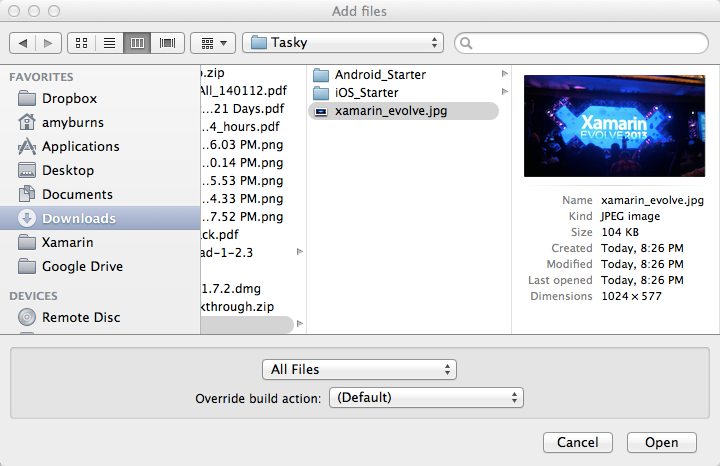 Add files
Tasky
FAVORITES
Dropbox
amyburns
Applications
Desktop
Documents
Downloads
Xamarin
Google Drive
DEVICES
Remote Disc
.zip
All_140112.pdf
...21 Days.pdf
...4_hours.pdf
...6.03 PM.png
...0.14 PM.png
...5.53 PM.png
...4.33 PM.png
...7.52 PM.png
ck.pdf
ad-1-2.3
1.7.2.dmg
kthrough.zip
Android_Starter
iOS_Starter
xamarin_evolve.jpg
Xamarin
EVOLVE 2013
Name xamarin_evolve.jpg
Kind JPEG image
Size 104 KB
Created Today, 8:26 PM
Modified Today, 8:26 PM
Last opened Today, 8:26 PM
Dimensions 1024 × 577
All Files
Override build action: (Default)
Cancel Open